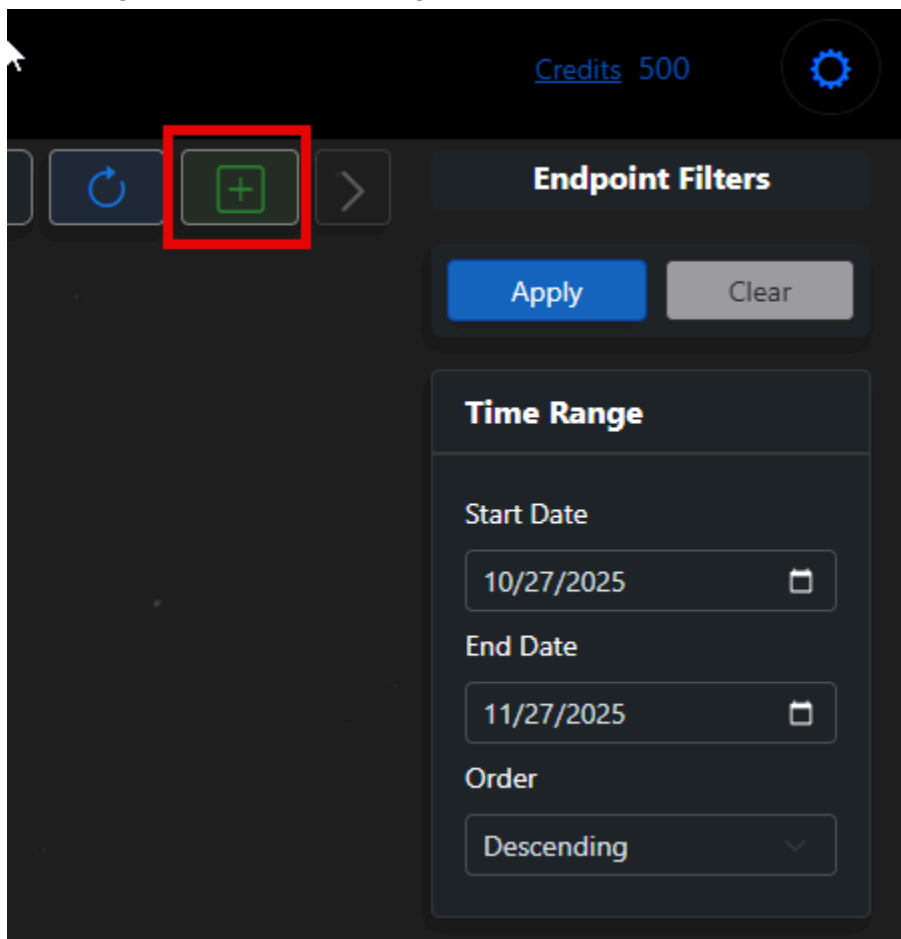 Credits 500
Endpoint Filters
Apply Clear
Time Range
Start Date
10/27/2025
End Date
11/27/2025
Order
Descending